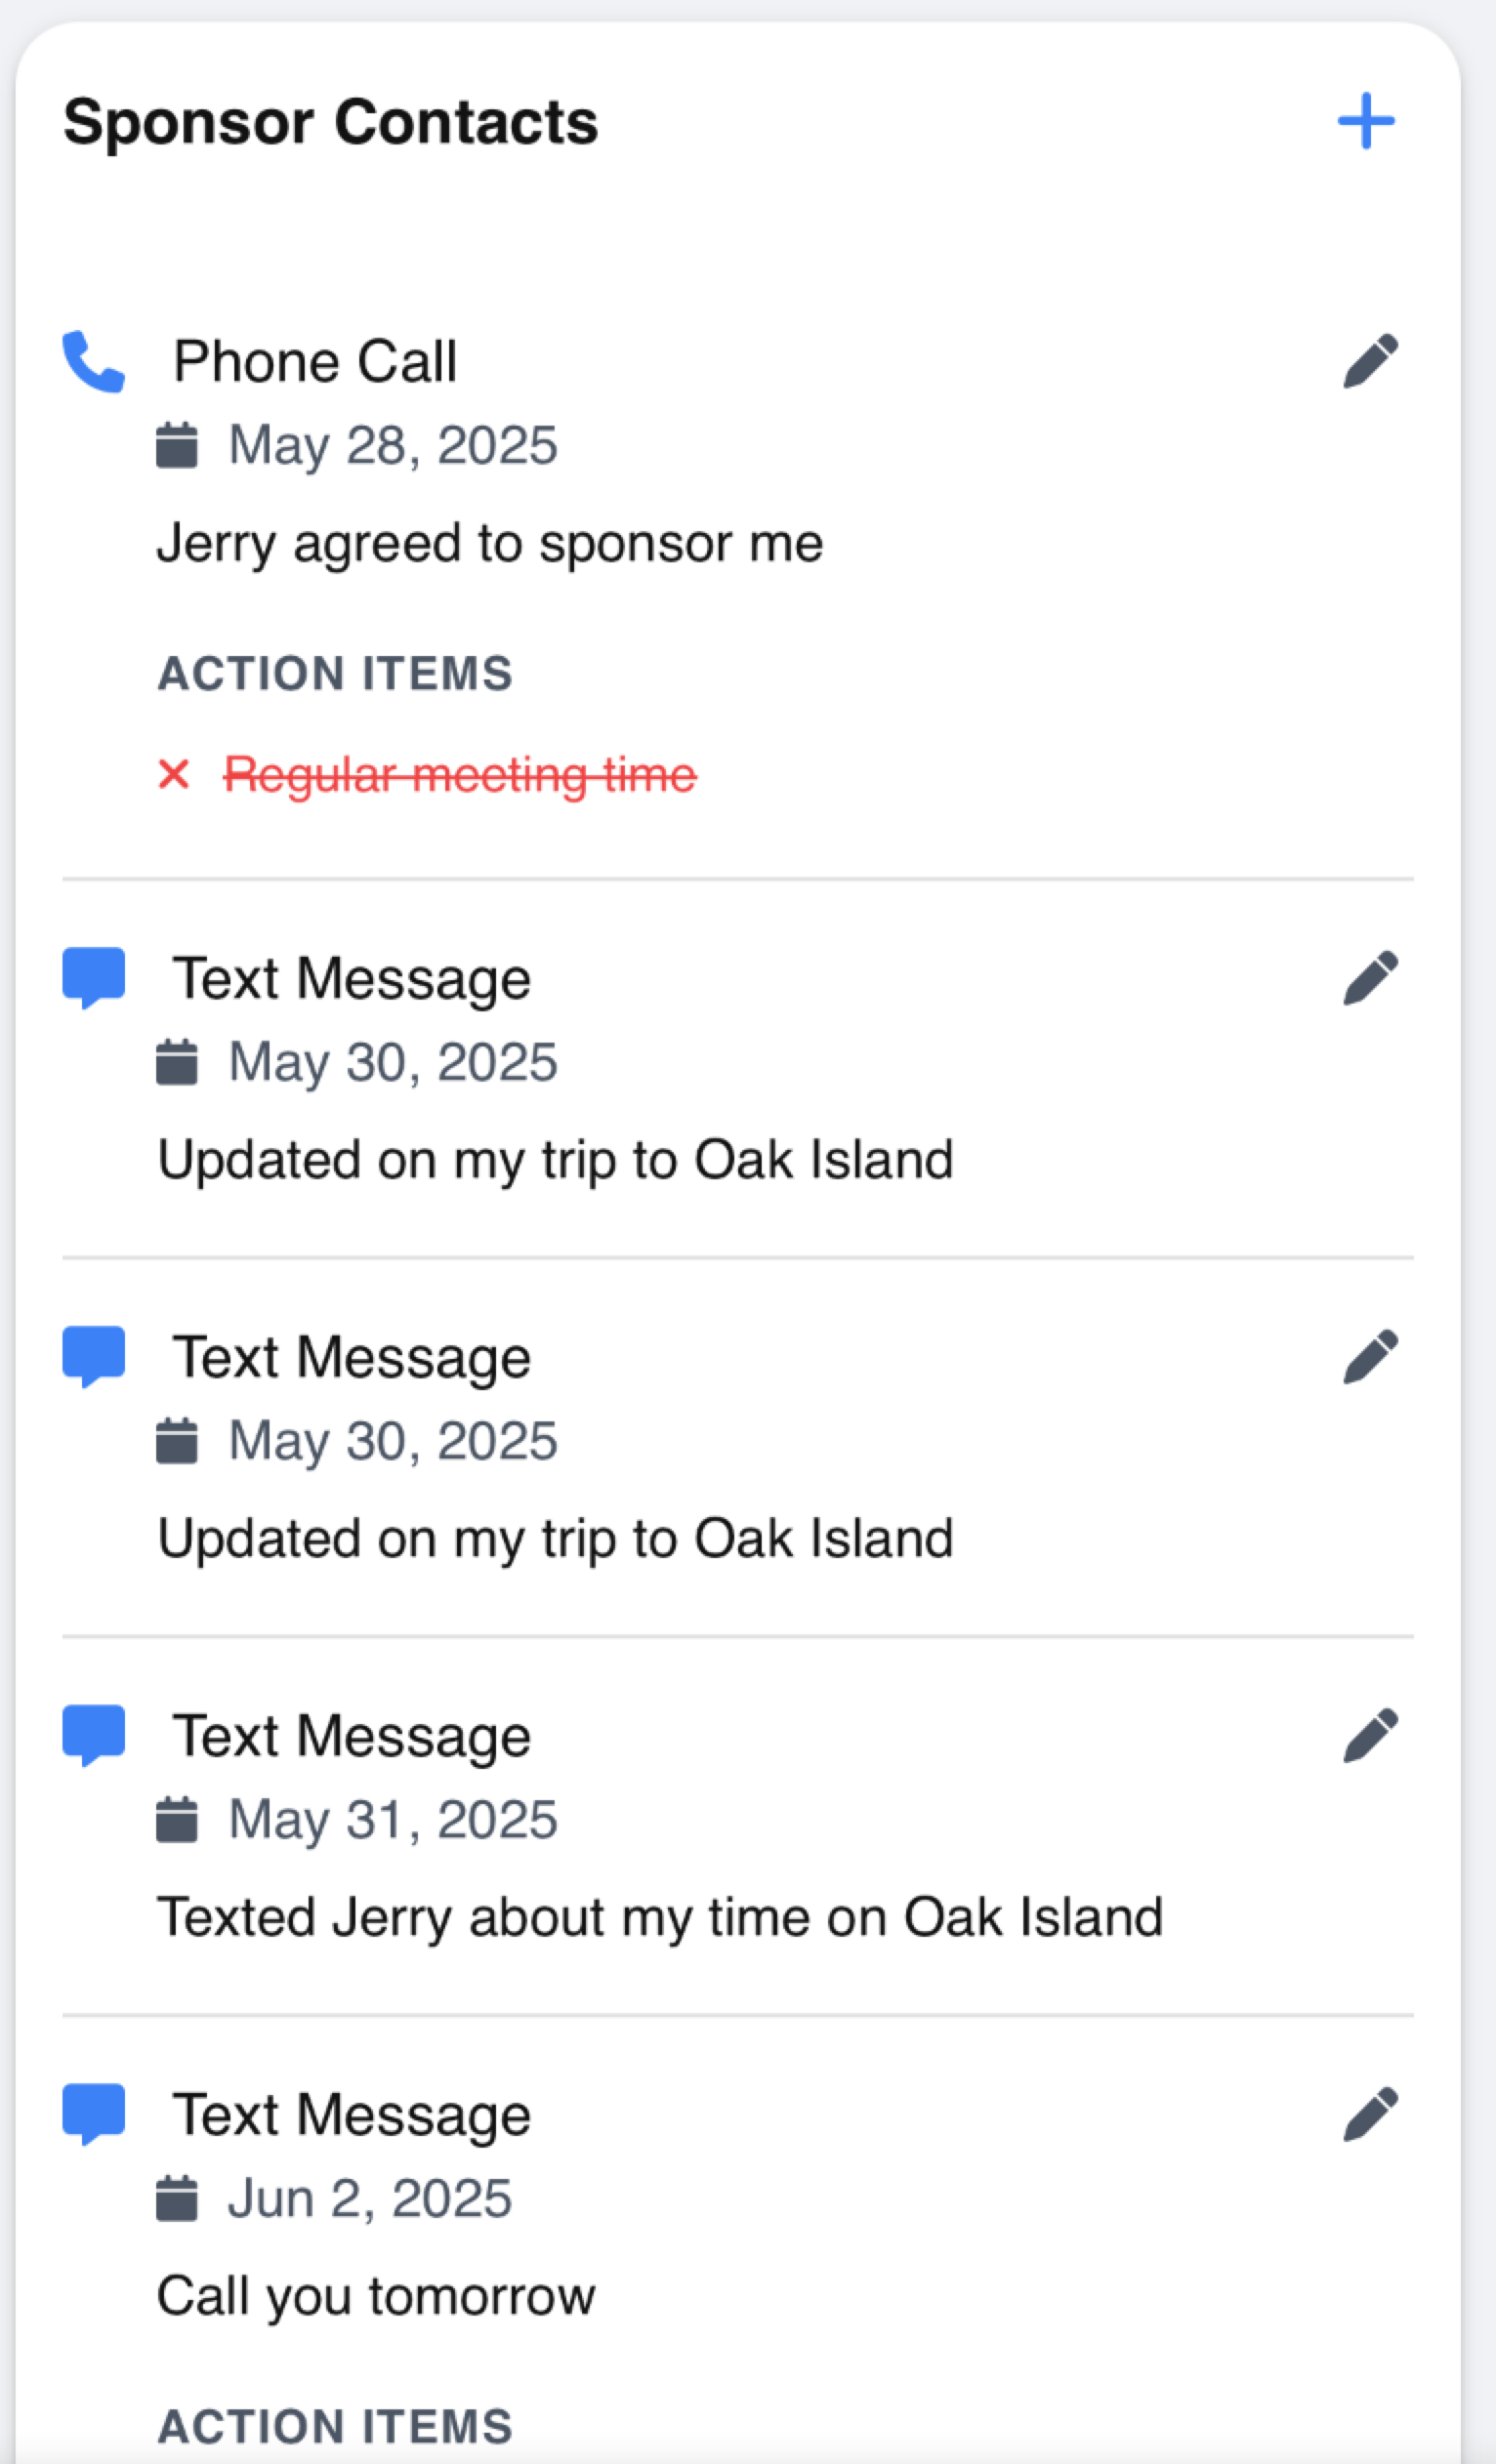 Sponsor Contacts
Phone Call
May 28, 2025
Jerry agreed to sponsor me
ACTION ITEMS
Regular meeting time
Text Message
May 30, 2025
Updated on my trip to Oak Island
Text Message
May 30, 2025
Updated on my trip to Oak Island
Text Message
May 31, 2025
Texted Jerry about my time on Oak Island
Text Message
Jun 2, 2025
Call you tomorrow
ACTION ITEMS